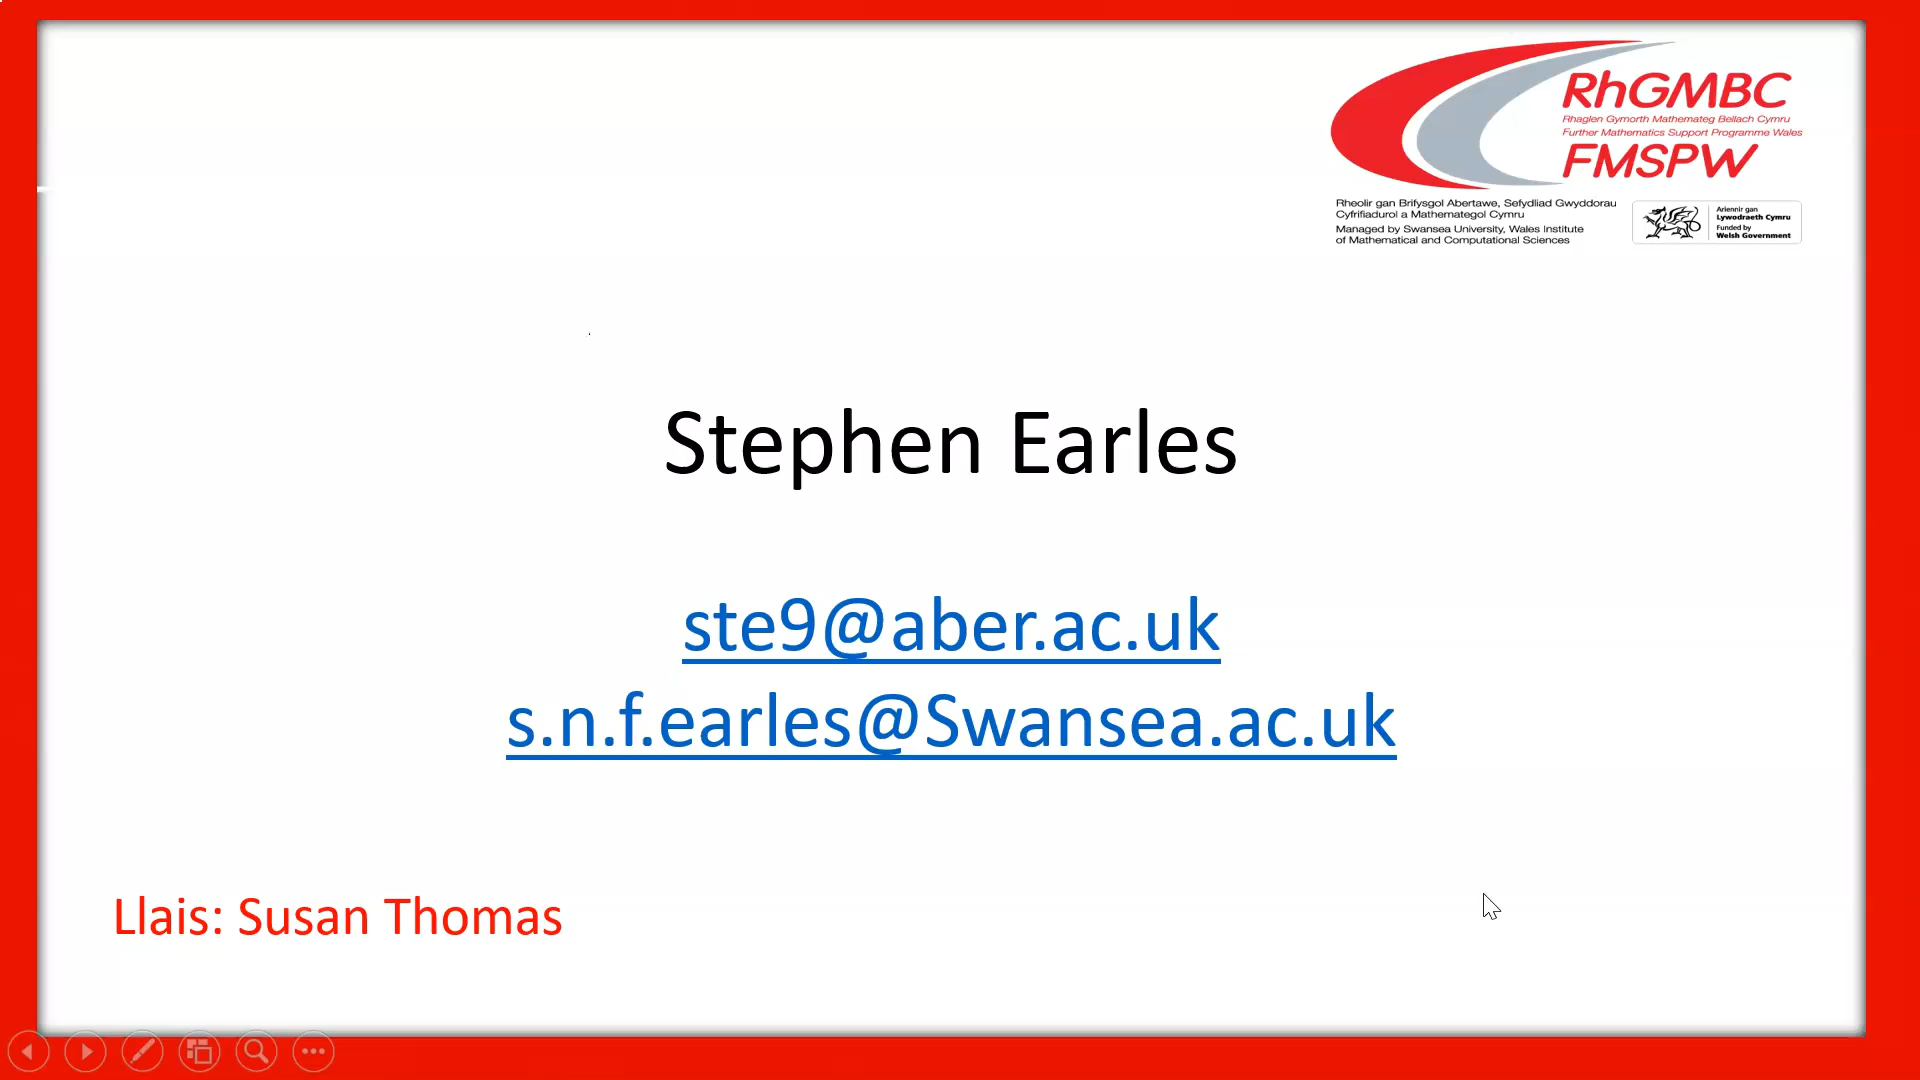 RhGMBC
Rhaglen Gymorth Mathemateg Bellach Cymru
Further Mathematics Support Programme Wales
FMSPW
Rheolir gan Brifysgol Abertawe, Sefydliad Gwyddorau
Cyfrifiadurol a Mathemategol Cymru
Managed by Swansea University, Wales Institute
of Mathematical and Computational Sciences
Ariennir gan
Lywodraeth Cymru
Funded by
Welsh Government
Stephen Earles
ste9@aber.ac.uk
s.n.f.earles@Swansea.ac.uk
Llais: Susan Thomas